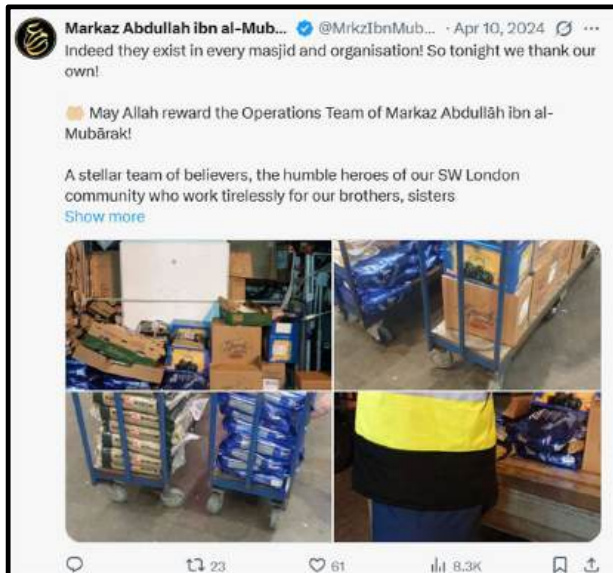 Markaz Abdullah ibn al-Mub... @MrkzIbnMub... · Apr 10, 2024
Indeed they exist in every masjid and organisation! So tonight we thank our
own!
May Allah reward the Operations Team of Markaz Abdullāh ibn al-
Mubārak!
A stellar team of believers, the humble heroes of our SW London
community who work tirelessly for our brothers, sisters
Show more
23 61 8.3K